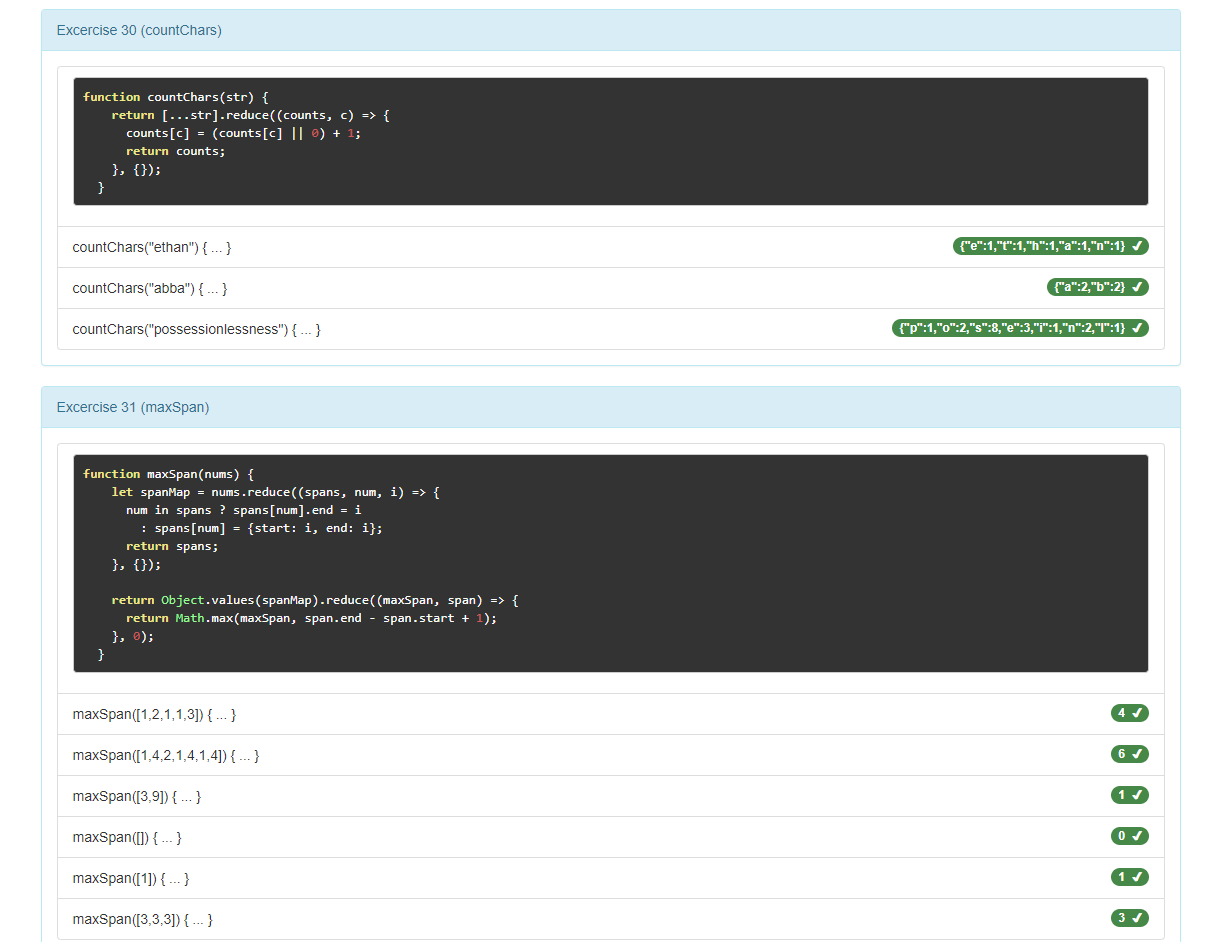 Excercise 30 (countChars)
function countChars(str) {
    return [...str].reduce((counts, c) => {
      counts[c] = (counts[c] || 0) + 1;
      return counts;
    }, {});
  }
countChars("ethan") { ... }
{"e":1,"t":1,"h":1,"a":1,"n":1} ✔
countChars("abba") { ... }
{"a":2,"b":2} ✔
countChars("possessionlessness") { ... }
{"p":1,"o":2,"s":8,"e":3,"i":1,"n":2,"l":1} ✔
Excercise 31 (maxSpan)
function maxSpan(nums) {
    let spanMap = nums.reduce((spans, num, i) => {
      num in spans ? spans[num].end = i
        : spans[num] = {start: i, end: i};
      return spans;
    }, {});

    return Object.values(spanMap).reduce((maxSpan, span) => {
      return Math.max(maxSpan, span.end - span.start + 1);
    }, 0);
  }
maxSpan([1,2,1,1,3]) { ... }
4 ✔
maxSpan([1,4,2,1,4,1,4]) { ... }
6 ✔
maxSpan([3,9]) { ... }
1 ✔
maxSpan([]) { ... }
0 ✔
maxSpan([1]) { ... }
1 ✔
maxSpan([3,3,3]) { ... }
3 ✔